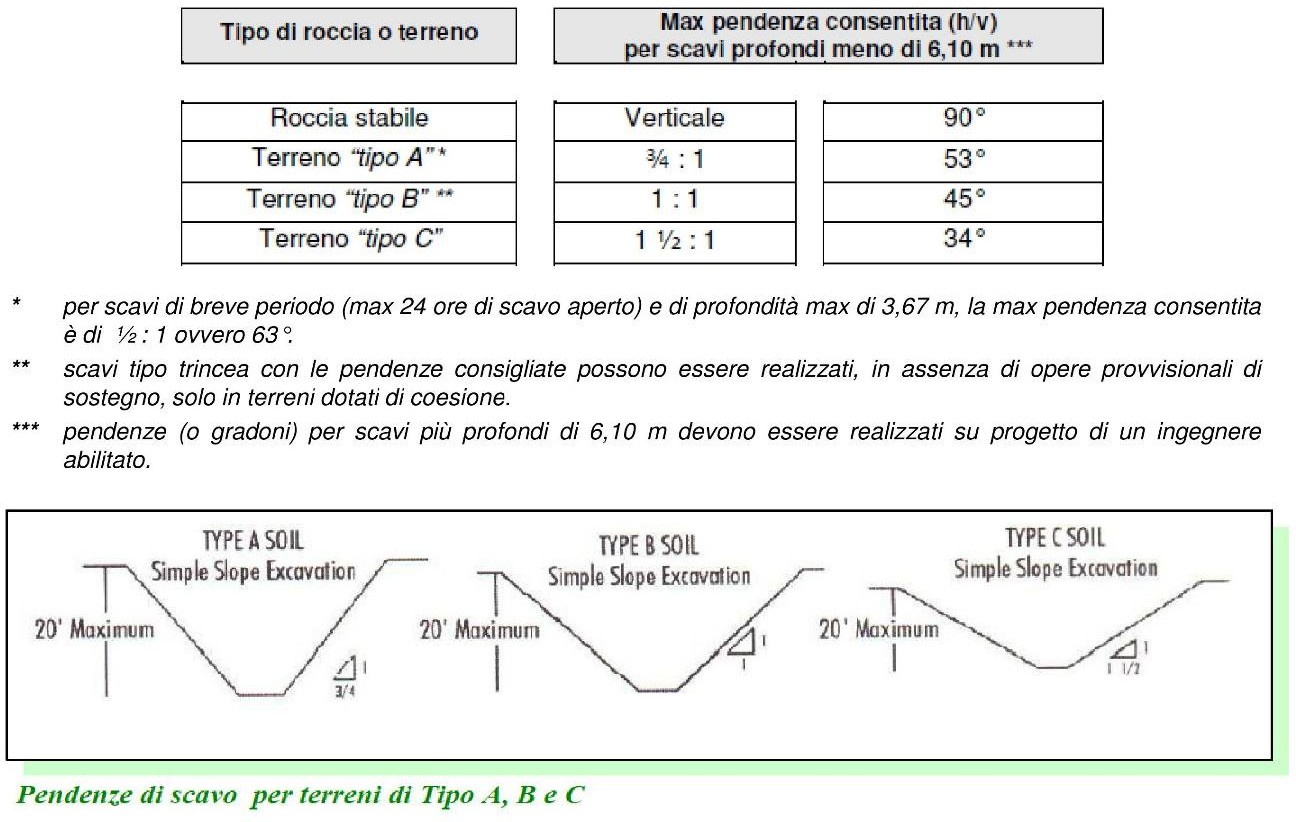 Tipo di roccia o terreno
Max pendenza consentita (h/v)
per scavi profondi meno di 6,10 m ***
Roccia stabile Verticale 90°
Terreno “tipo A”* ¾ : 1 53°
Terreno “tipo B” ** 1 : 1 45°
Terreno “tipo C” 1 ½ : 1 34°
* per scavi di breve periodo (max 24 ore di scavo aperto) e di profondità max di 3,67 m, la max pendenza consentita
è di ½ : 1 ovvero 63°.
** scavi tipo trincea con le pendenze consigliate possono essere realizzati, in assenza di opere provvisionali di
sostegno, solo in terreni dotati di coesione.
*** pendenze (o gradoni) per scavi più profondi di 6,10 m devono essere realizzati su progetto di un ingegnere
abilitato.
TYPE A SOIL
Simple Slope Excavation
20' Maximum
1
3/4
TYPE B SOIL
Simple Slope Excavation
20' Maximum
1
1
TYPE C SOIL
Simple Slope Excavation
20' Maximum
1
1 1/2
Pendenze di scavo per terreni di Tipo A, B e C